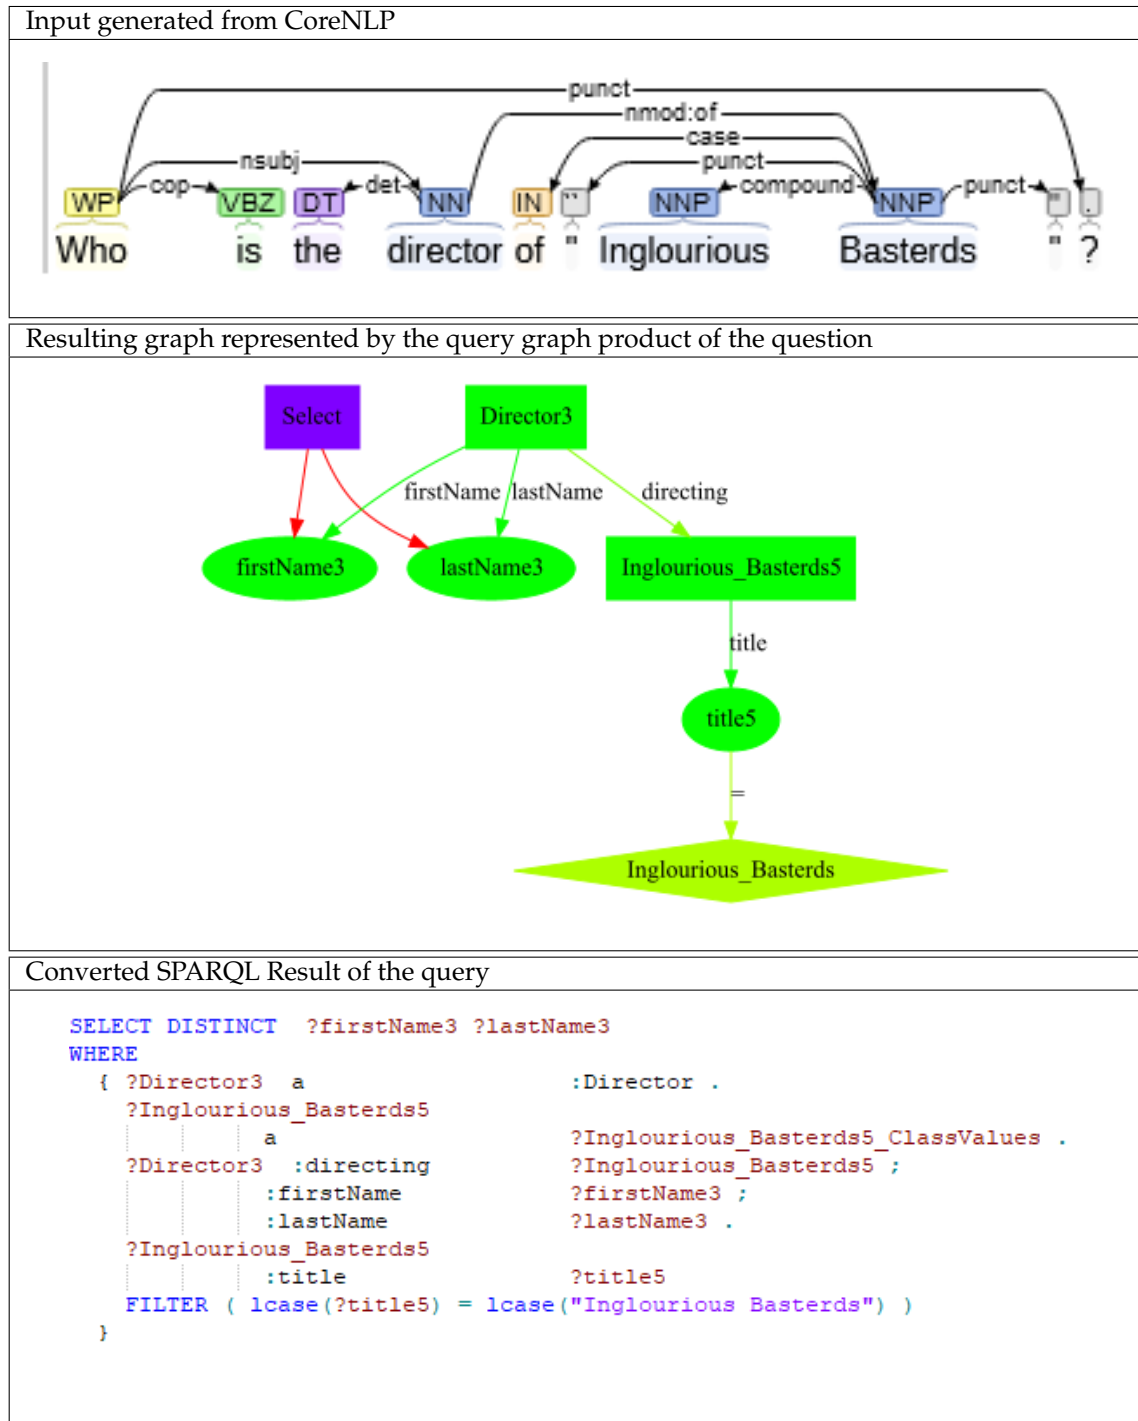 Input generated from CoreNLP
punct
nmod:of
case
nsubj punct
cop det compound punct
WP VBZ DT NN IN `` NNP NNP " .
Who is the director of " Inglourious Basterds " ?
Resulting graph represented by the query graph product of the question
Select Director3
firstName lastName directing
firstName3 lastName3 Inglourious_Basterds5
title
title5
=
Inglourious_Basterds
Converted SPARQL Result of the query
SELECT DISTINCT ?firstName3 ?lastName3
WHERE
{ ?Director3 a :Director .
?Inglourious_Basterds5
a ?Inglourious_Basterds5_ClassValues .
?Director3 :directing ?Inglourious_Basterds5 ;
:firstName ?firstName3 ;
:lastName ?lastName3 .
?Inglourious_Basterds5
:title ?title5
FILTER ( lcase(?title5) = lcase("Inglourious Basterds") )
}